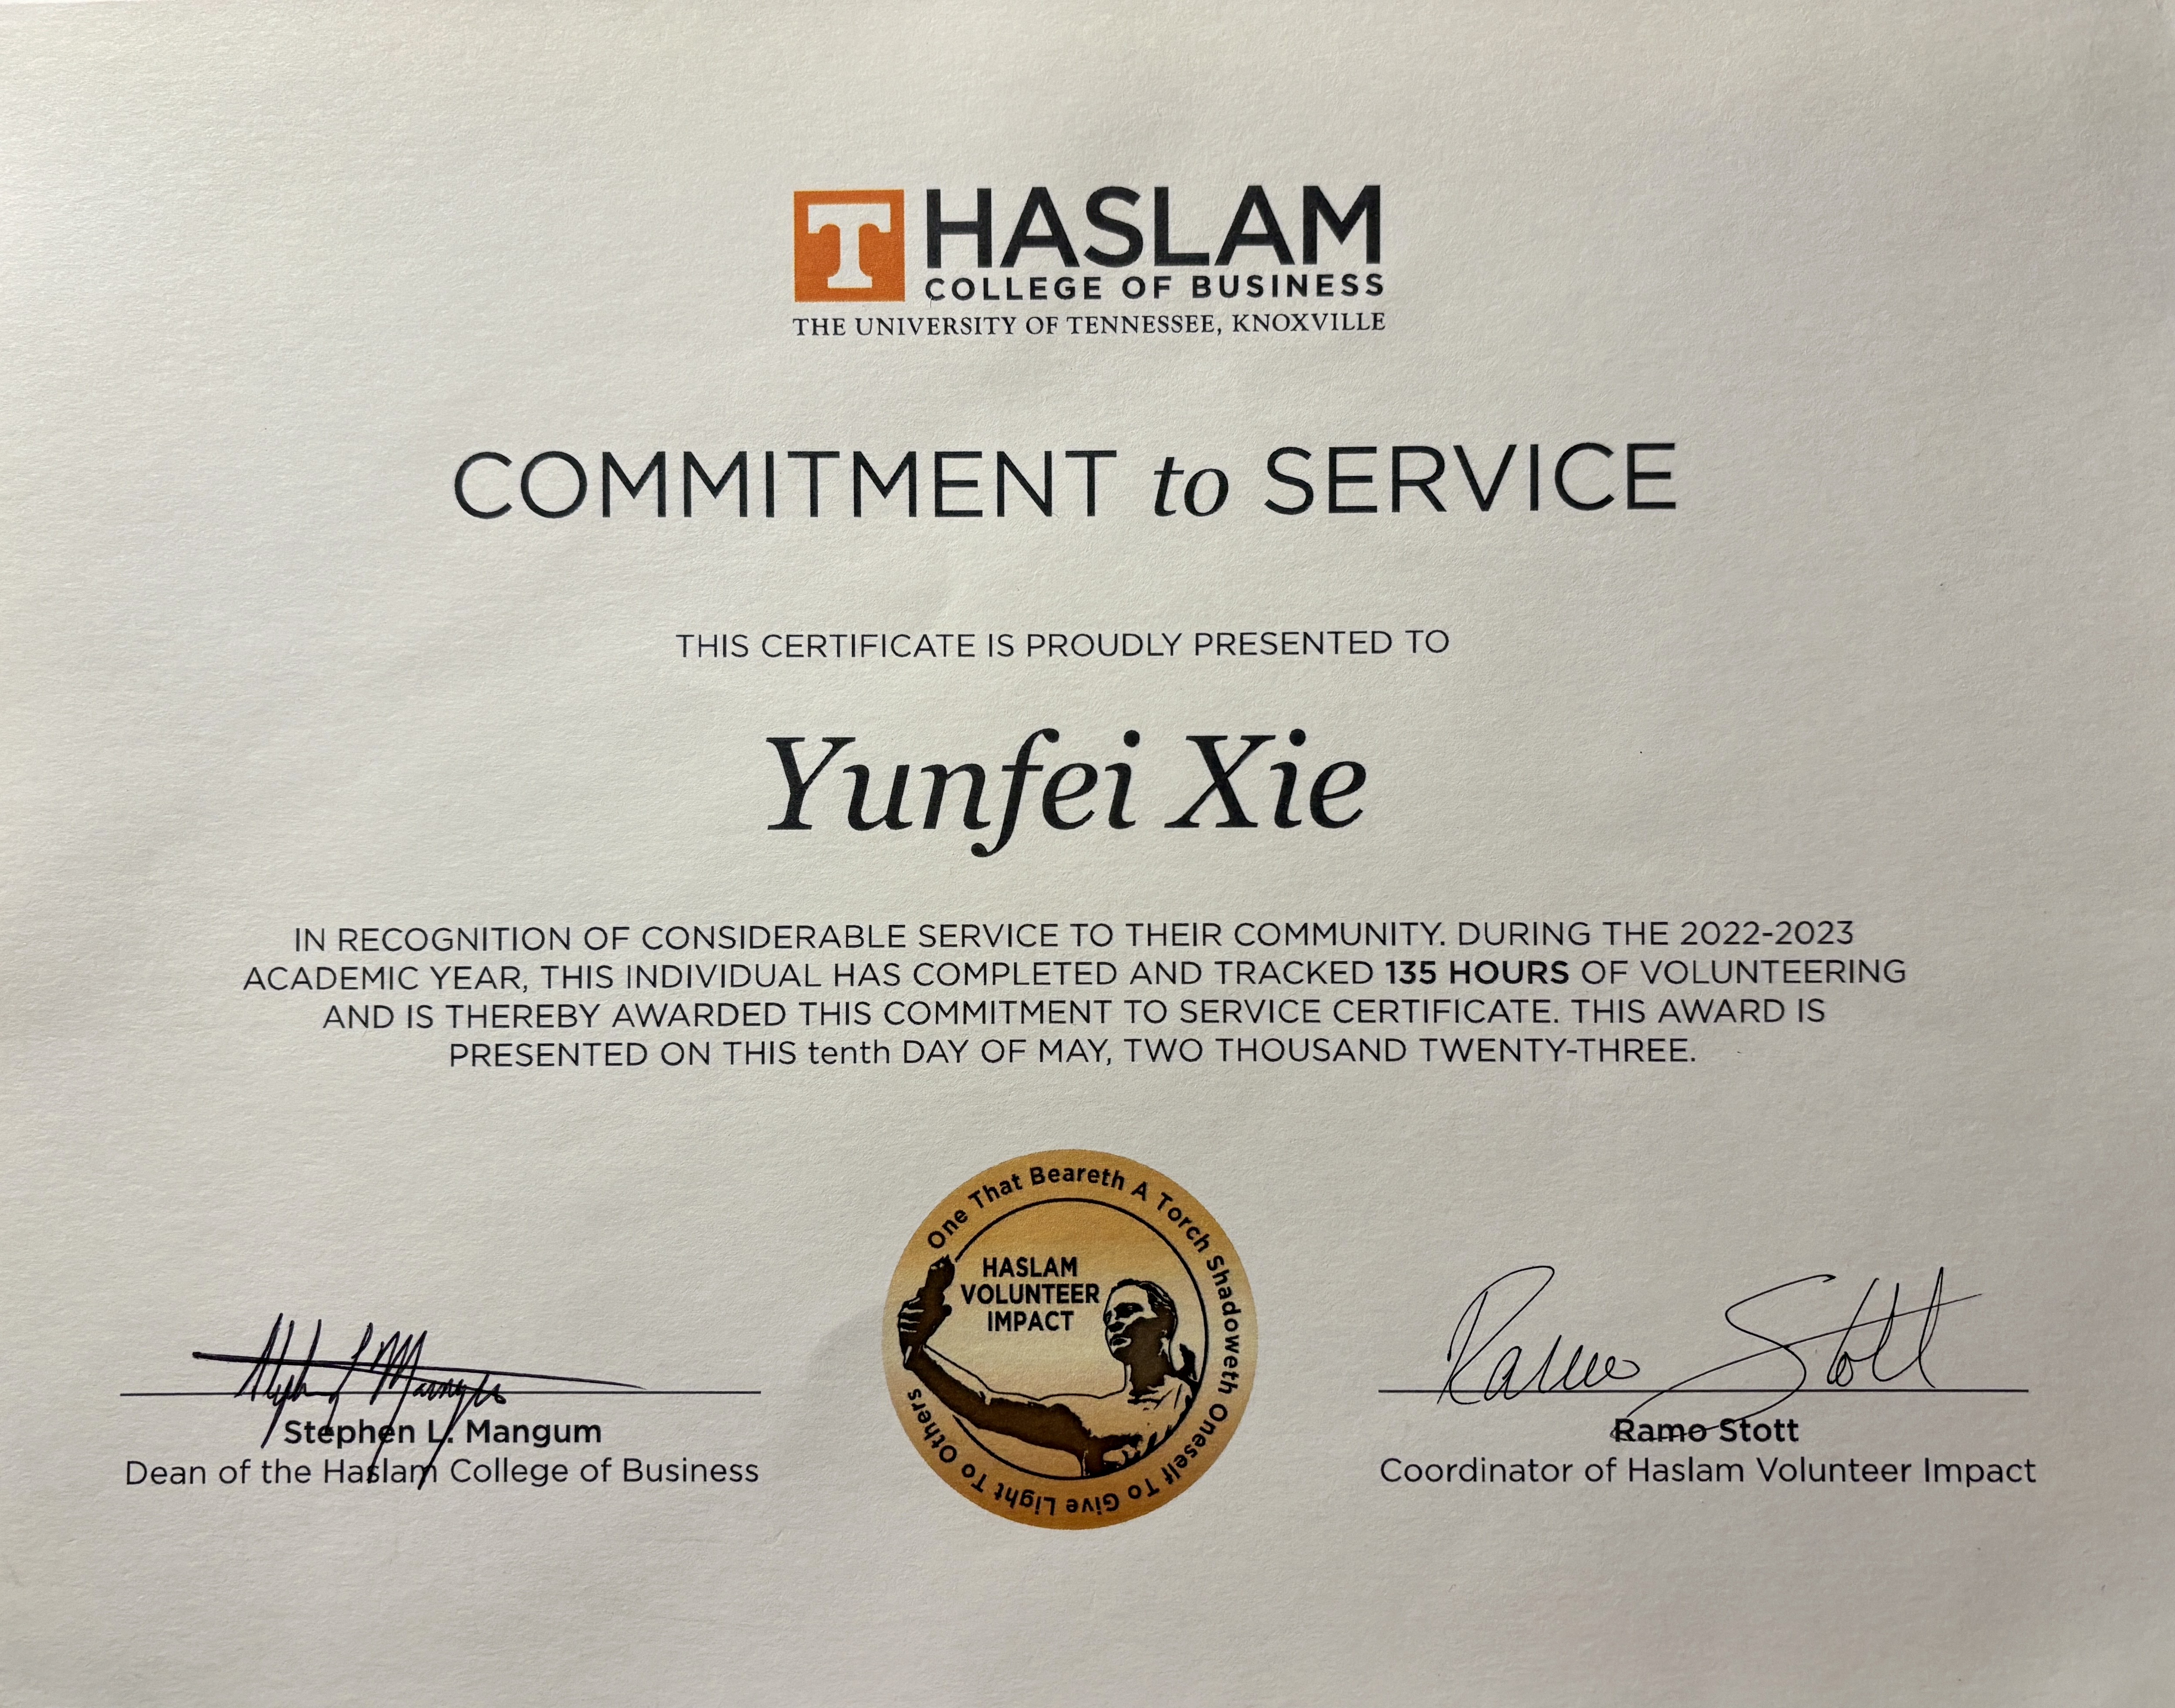 T HASLAM
COLLEGE OF BUSINESS
THE UNIVERSITY OF TENNESSEE, KNOXVILLE
COMMITMENT to SERVICE
THIS CERTIFICATE IS PROUDLY PRESENTED TO
Yunfei Xie
IN RECOGNITION OF CONSIDERABLE SERVICE TO THEIR COMMUNITY. DURING THE 2022-2023
ACADEMIC YEAR, THIS INDIVIDUAL HAS COMPLETED AND TRACKED 135 HOURS OF VOLUNTEERING
AND IS THEREBY AWARDED THIS COMMITMENT TO SERVICE CERTIFICATE. THIS AWARD IS
PRESENTED ON THIS tenth DAY OF MAY, TWO THOUSAND TWENTY-THREE.
One That Beareth A Torch Shadoweth Oneself To Give Light To Others
HASLAM
VOLUNTEER
IMPACT
Stephen L Mangum
Stephen L. Mangum
Dean of the Haslam College of Business
Ramo Stott
Ramo Stott
Coordinator of Haslam Volunteer Impact